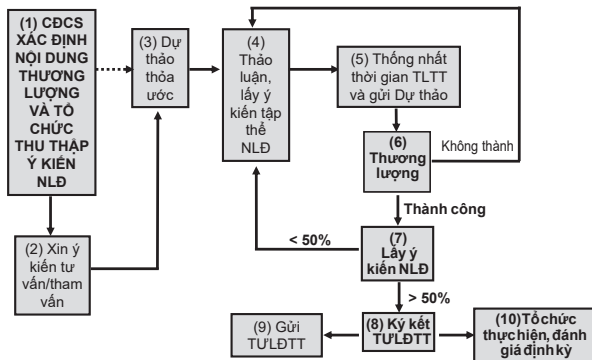 (1) CĐCS
XÁC ĐỊNH
NỘI DUNG
THƯƠNG
LƯỢNG
VÀ TỔ
CHỨC
THU THẬP
Ý KIẾN
NLĐ
(2) Xin ý
kiến tư
vấn/tham
vấn
(3) Dự
thảo
thỏa
ước
(4)
Thảo
luận,
lấy ý
kiến tập
thể
NLĐ
(5) Thống nhất
thời gian TLTT
và gửi Dự thảo
(6)
Thương
lượng
Không thành
Thành công
(7)
Lấy ý
kiến NLĐ
< 50%
> 50%
(8) Ký kết
TƯLĐTT
(9) Gửi
TƯLĐTT
(10)Tổ chức
thực hiện, đánh
giá định kỳ